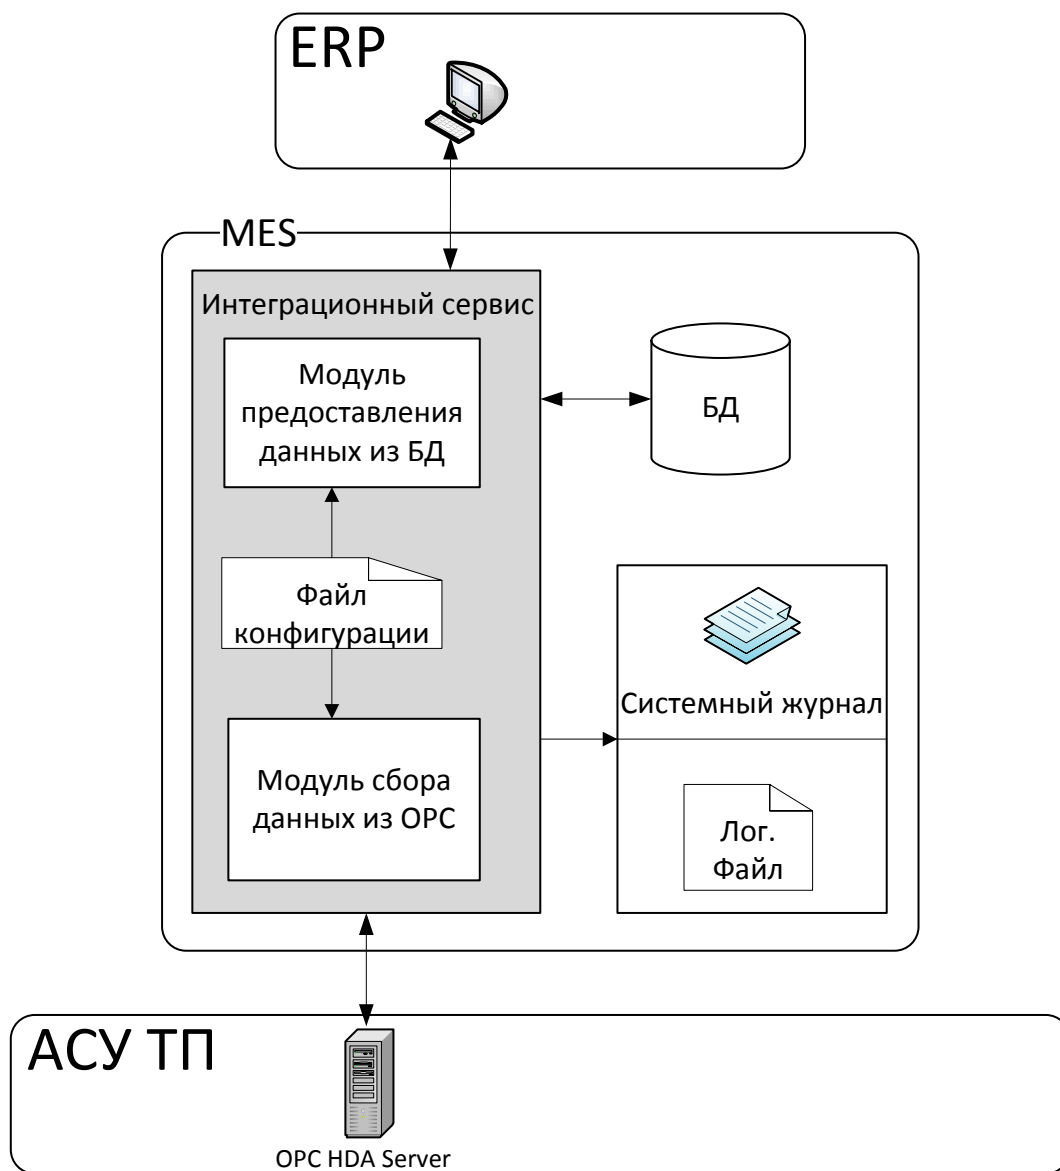 ERP
MES
Интеграционный сервис
Модуль
предоставления
данных из БД
БД
Файл
конфигурации
Системный журнал
Модуль сбора
данных из OPC
Лог.
Файл
АСУ ТП
OPC HDA Server